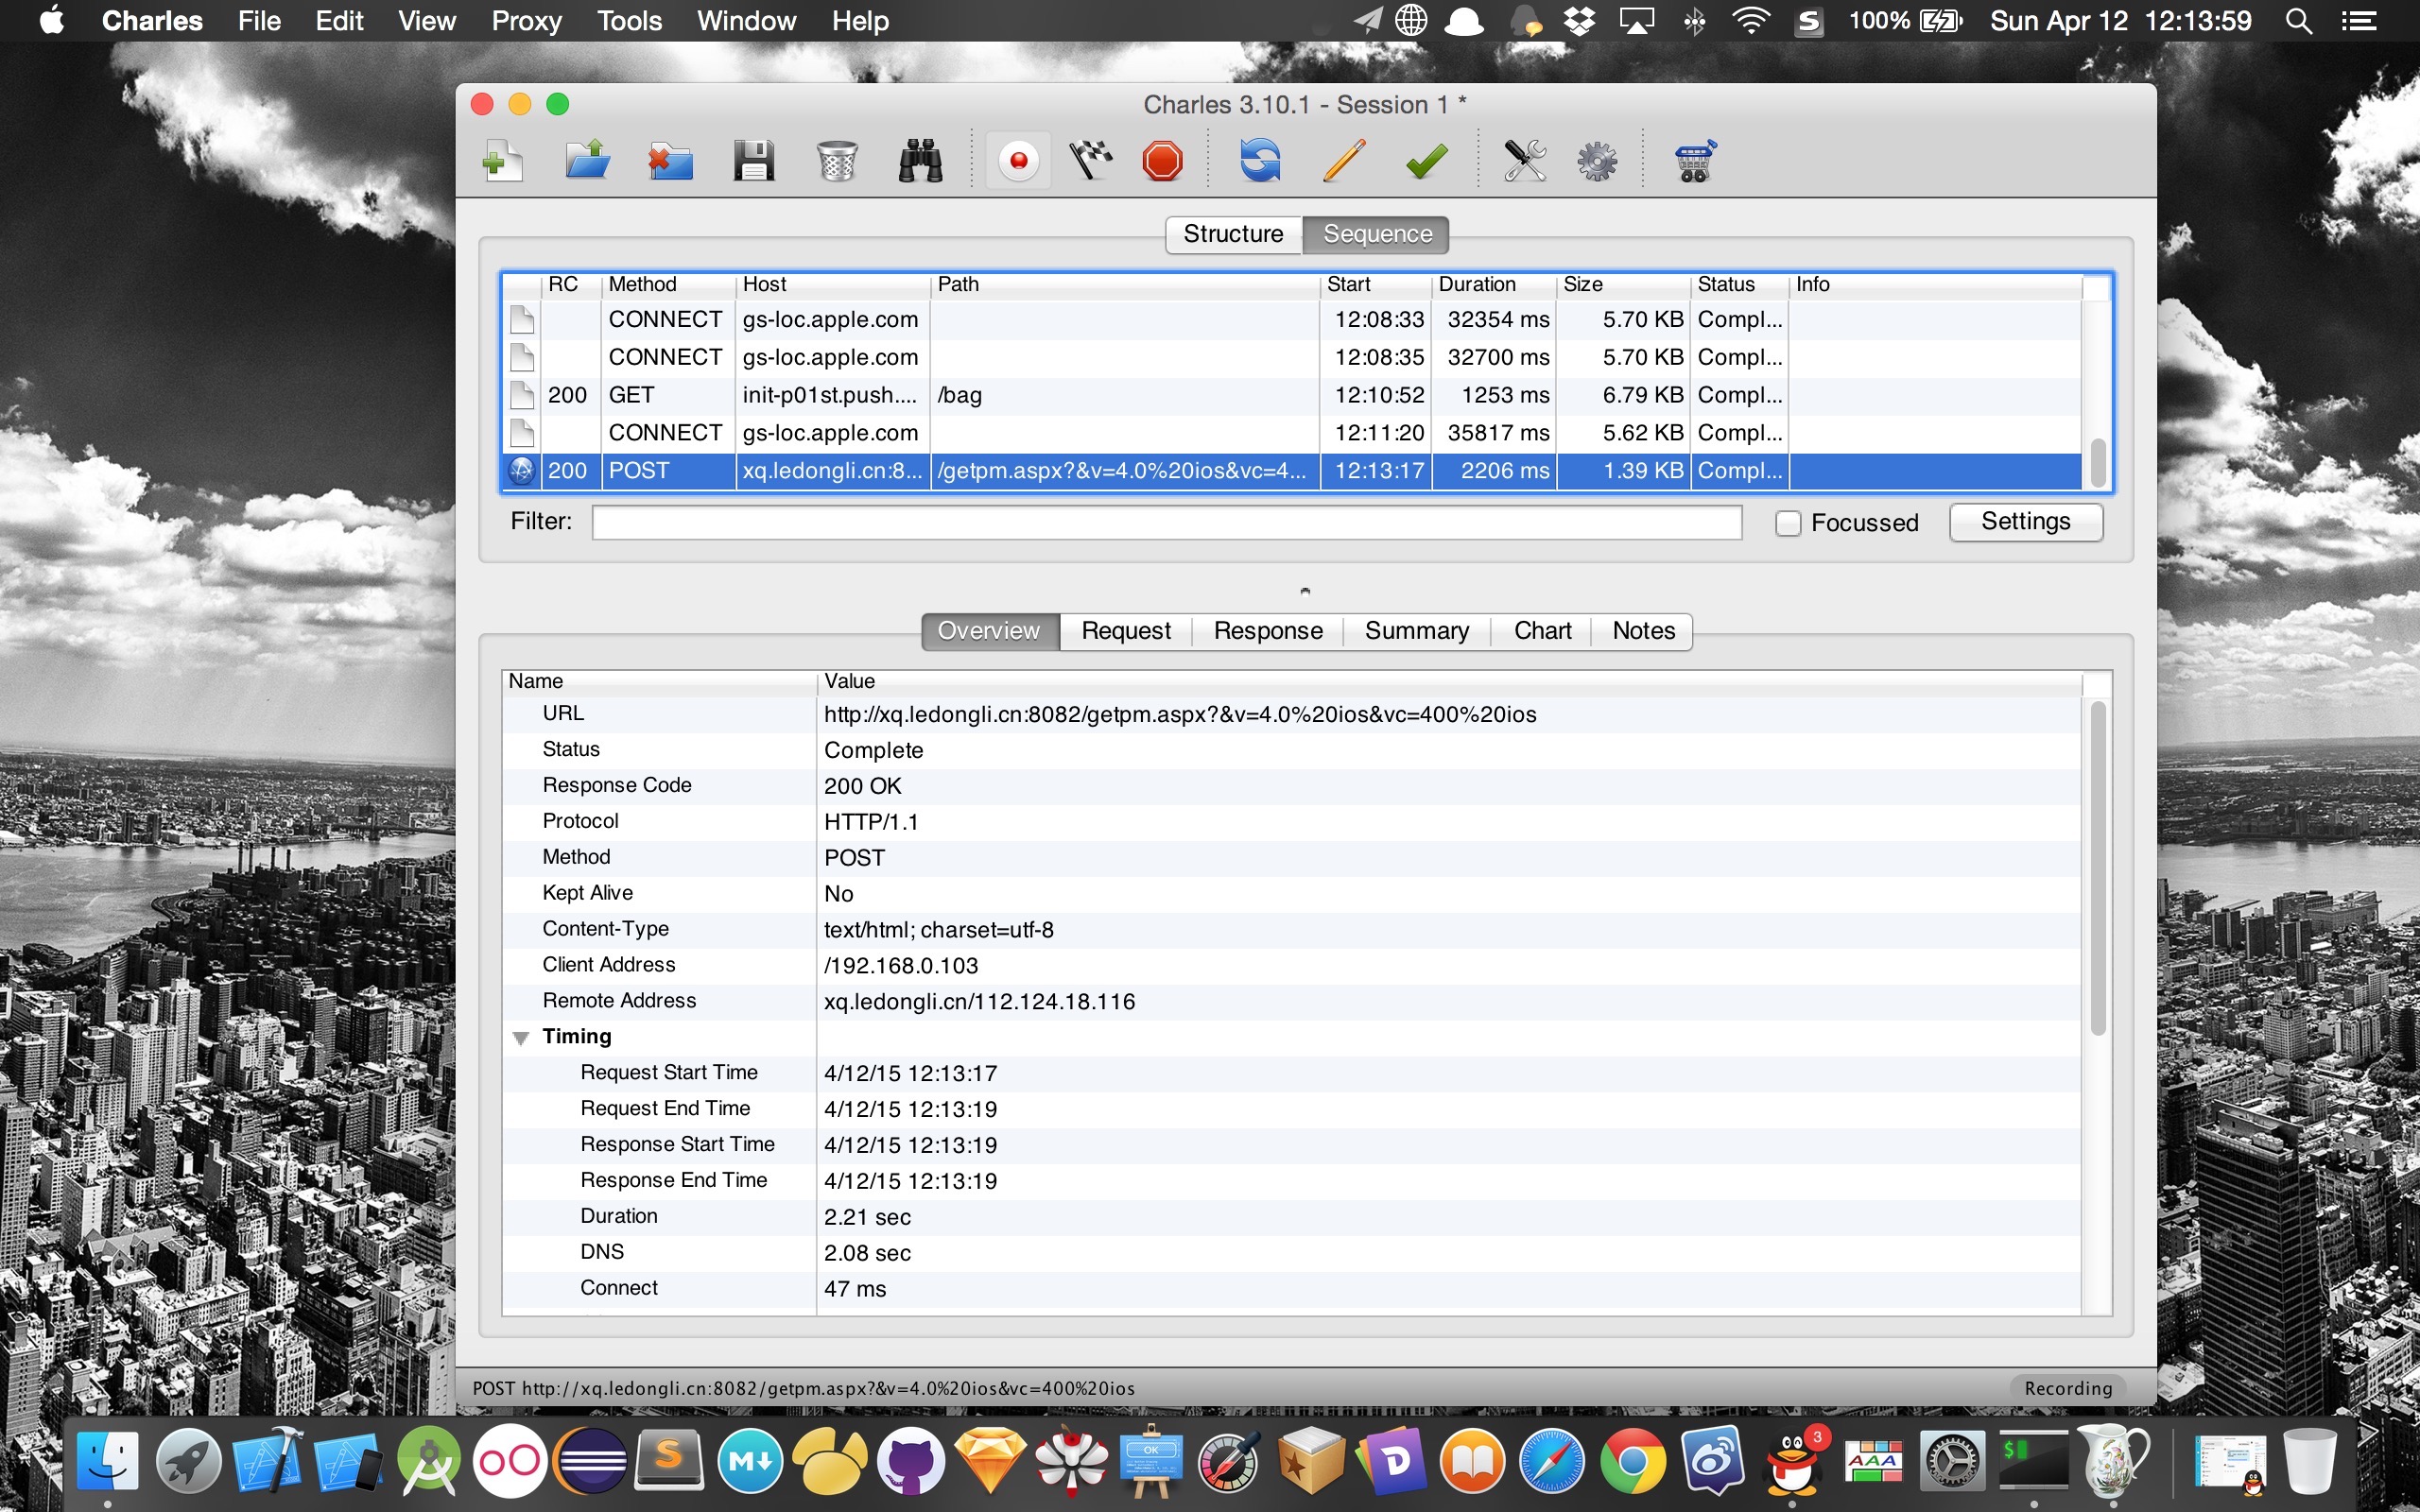 Charles File Edit View Proxy Tools Window Help 100% Sun Apr 12 12:13:59
Charles 3.10.1 - Session 1 *
Structure Sequence
RC Method Host Path Start Duration Size Status Info
CONNECT gs-loc.apple.com 12:08:33 32354 ms 5.70 KB Compl...
CONNECT gs-loc.apple.com 12:08:35 32700 ms 5.70 KB Compl...
200 GET init-p01st.push.... /bag 12:10:52 1253 ms 6.79 KB Compl...
CONNECT gs-loc.apple.com 12:11:20 35817 ms 5.62 KB Compl...
200 POST xq.ledongli.cn:8... /getpm.aspx?&v=4.0%20ios&vc=4... 12:13:17 2206 ms 1.39 KB Compl...
Filter: Focussed Settings
Overview Request Response Summary Chart Notes
Name Value
URL http://xq.ledongli.cn:8082/getpm.aspx?&v=4.0%20ios&vc=400%20ios
Status Complete
Response Code 200 OK
Protocol HTTP/1.1
Method POST
Kept Alive No
Content-Type text/html; charset=utf-8
Client Address /192.168.0.103
Remote Address xq.ledongli.cn/112.124.18.116
Timing
Request Start Time 4/12/15 12:13:17
Request End Time 4/12/15 12:13:19
Response Start Time 4/12/15 12:13:19
Response End Time 4/12/15 12:13:19
Duration 2.21 sec
DNS 2.08 sec
Connect 47 ms
POST http://xq.ledongli.cn:8082/getpm.aspx?&v=4.0%20ios&vc=400%20ios Recording
S M OK D 3 AAA $